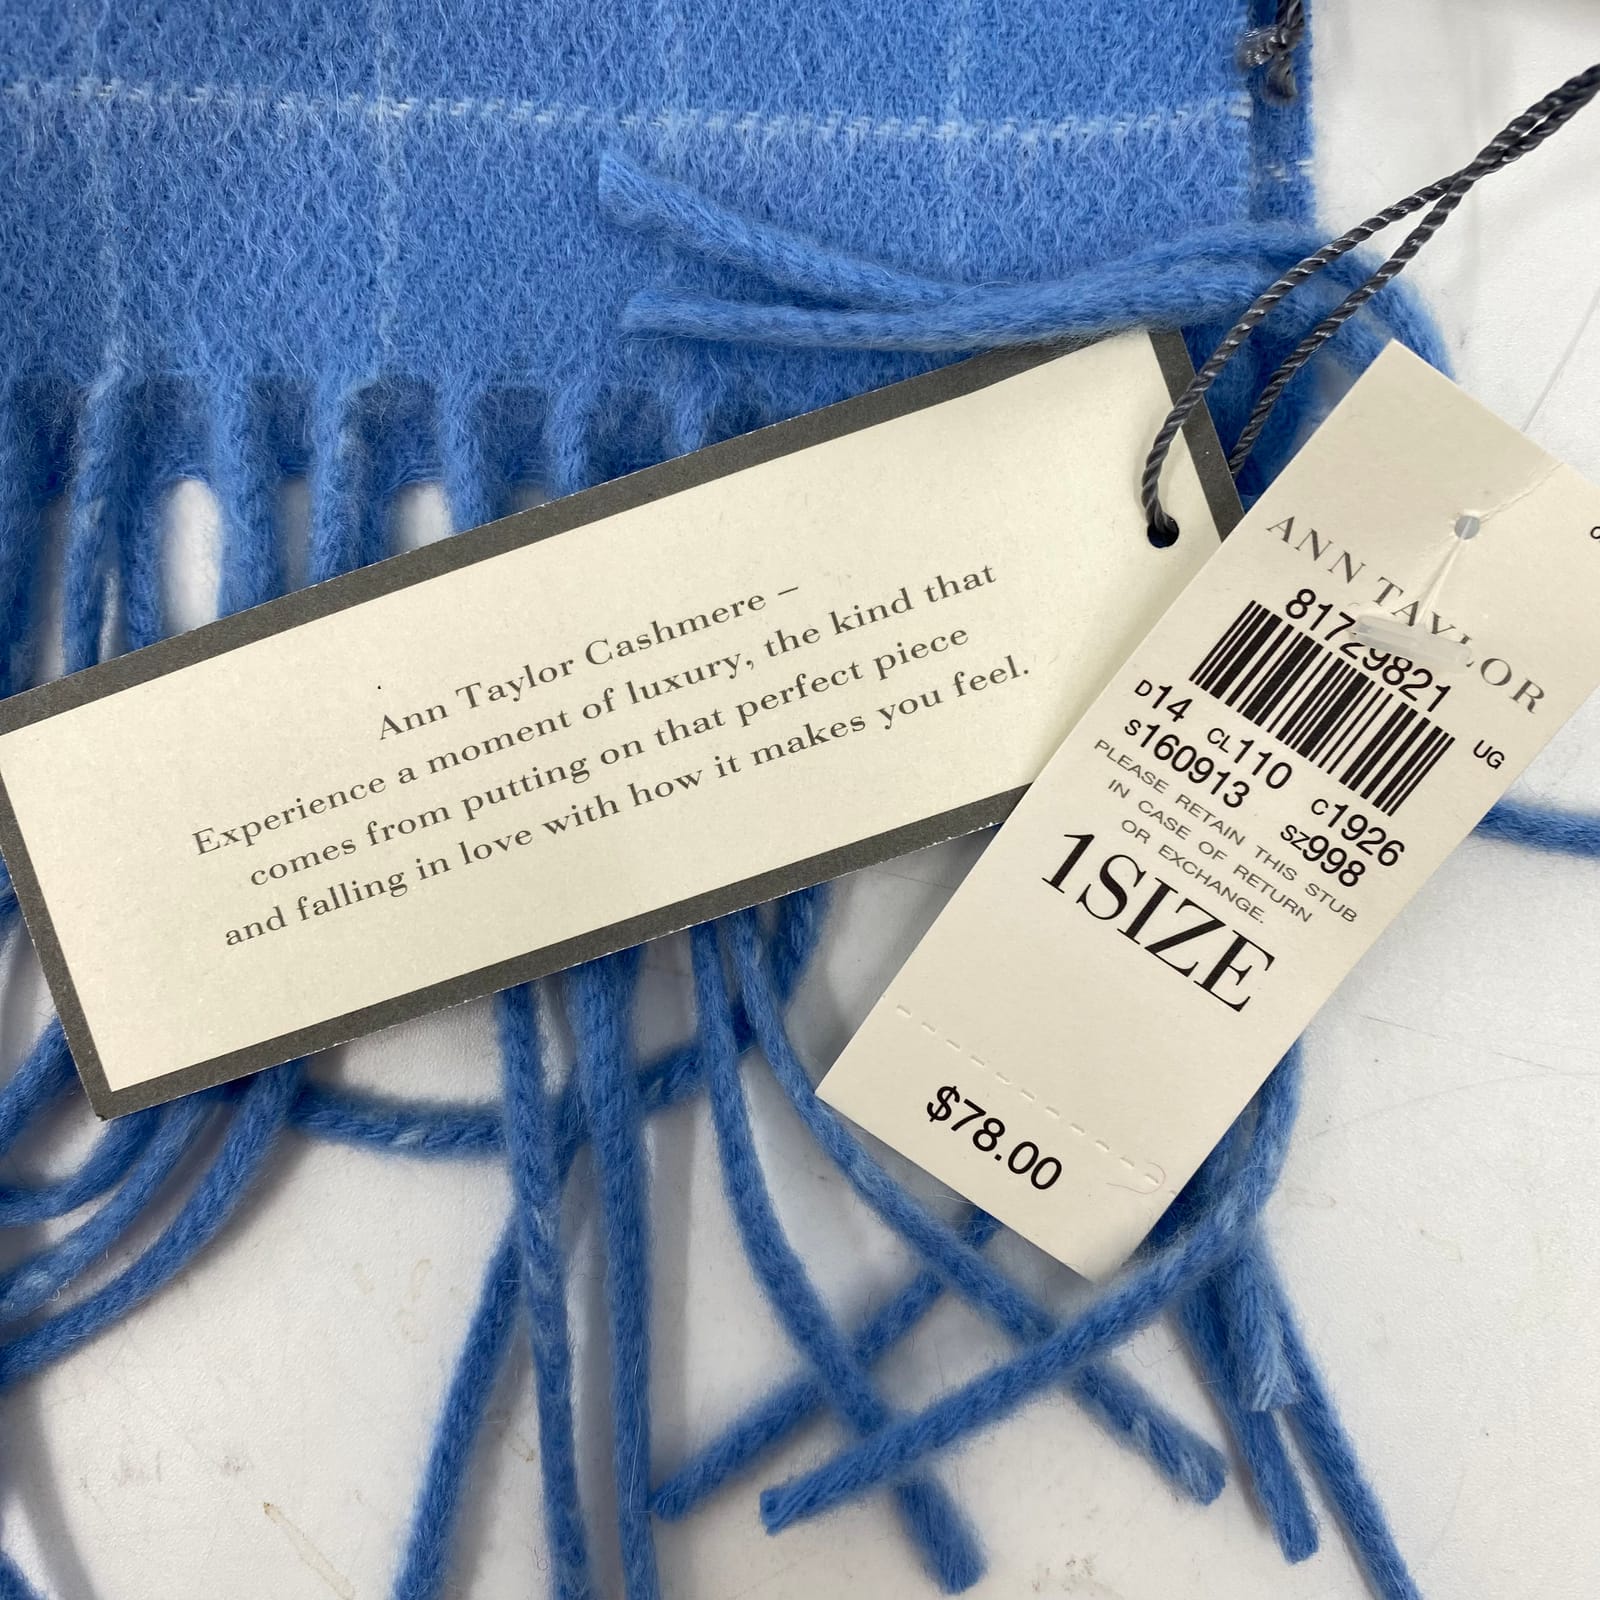 Ann Taylor Cashmere –
Experience a moment of luxury, the kind that
comes from putting on that perfect piece
and falling in love with how it makes you feel.
ANN TAYLOR
81729821
D14 CL110 C1926
S160913 SZ998
UG
PLEASE RETAIN THIS STUB
IN CASE OF RETURN
OR EXCHANGE.
1SIZE
$78.00